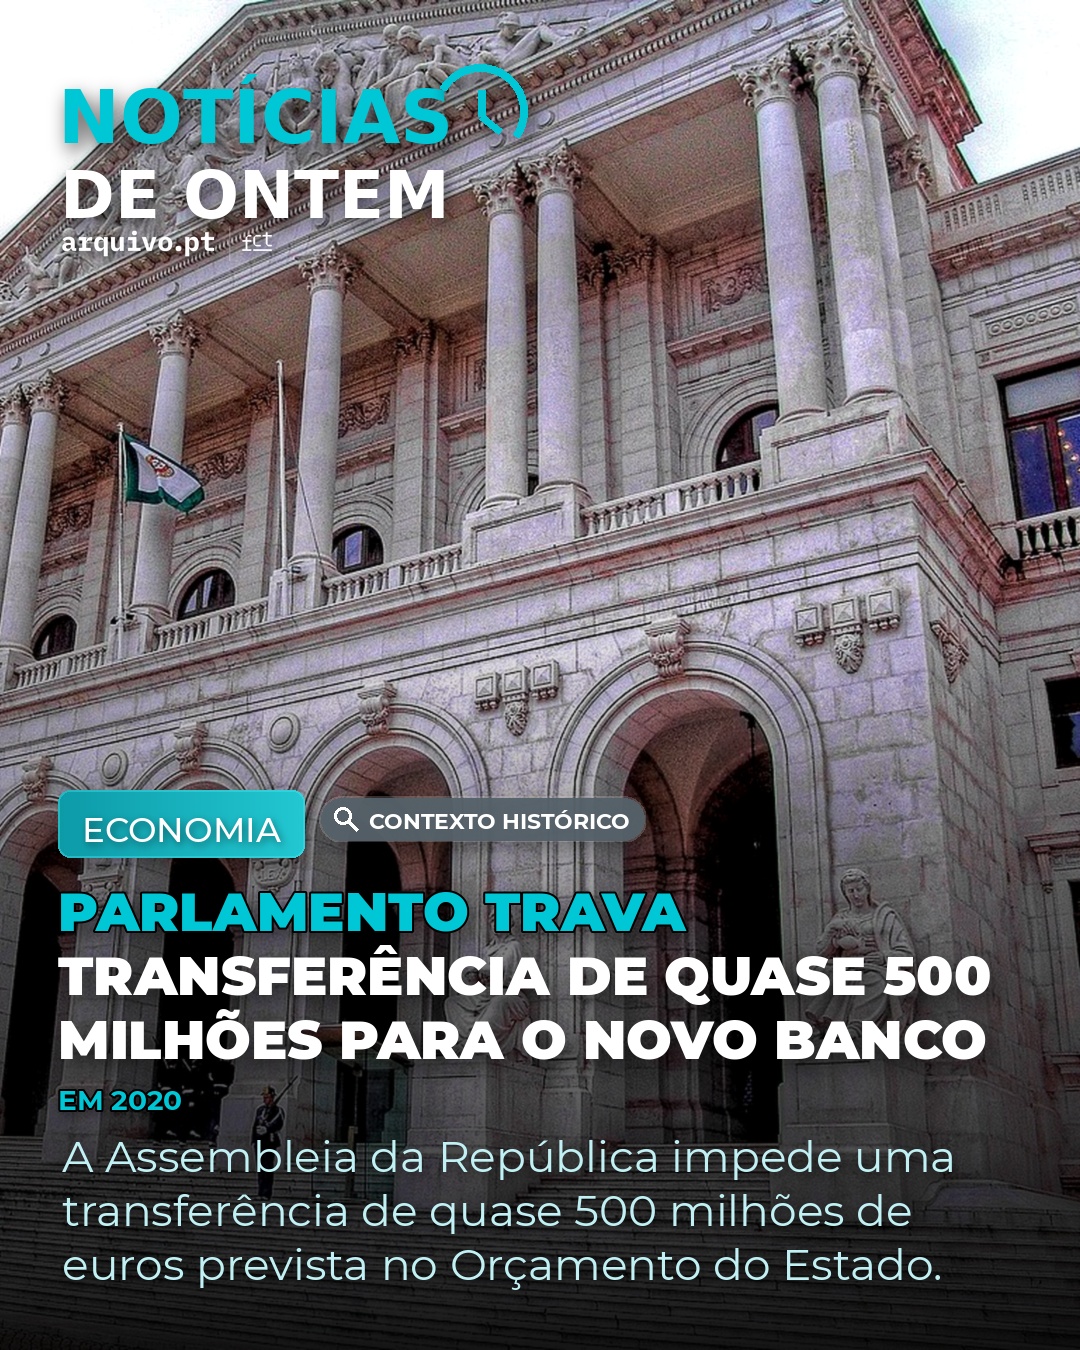 NOTÍCIAS
DE ONTEM
arquivo.pt fct
ECONOMIA
CONTEXTO HISTÓRICO
PARLAMENTO TRAVA
TRANSFERÊNCIA DE QUASE 500
MILHÕES PARA O NOVO BANCO
EM 2020
A Assembleia da República impede uma
transferência de quase 500 milhões de
euros prevista no Orçamento do Estado.